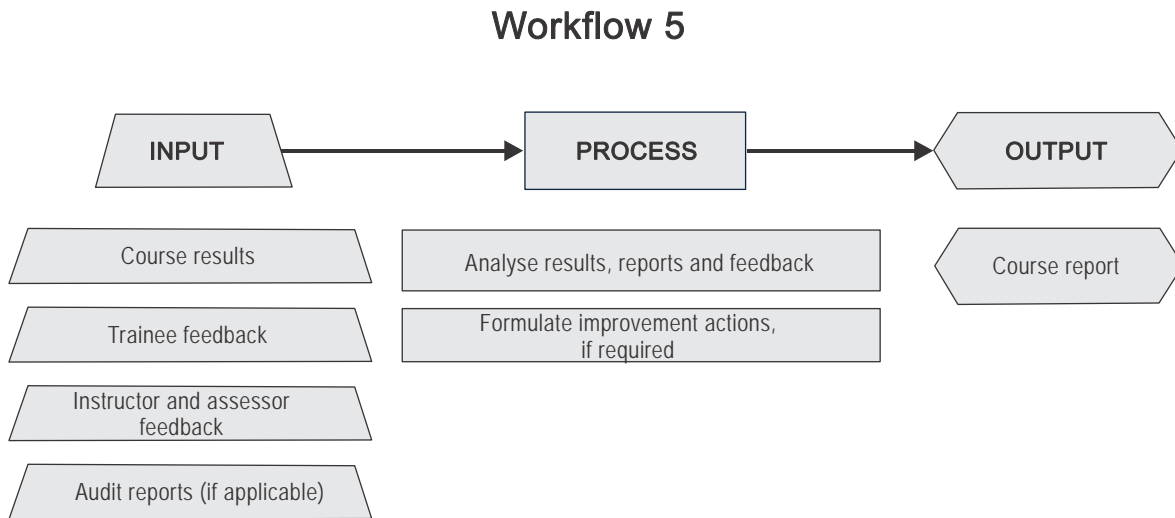 Workflow 5
INPUT
PROCESS
OUTPUT
Course results
Analyse results, reports and feedback
Course report
Trainee feedback
Formulate improvement actions,
if required
Instructor and assessor
feedback
Audit reports (if applicable)